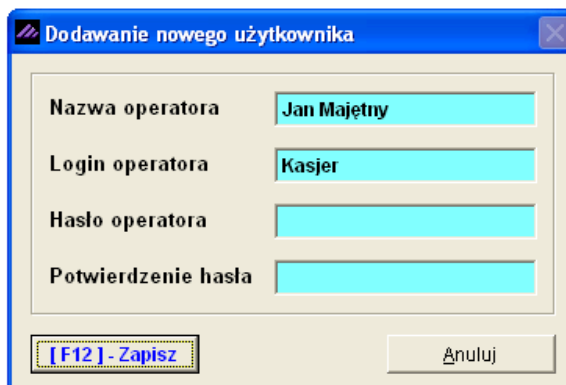 Dodawanie nowego użytkownika
Nazwa operatora Jan Majętny
Login operatora Kasjer
Hasło operatora
Potwierdzenie hasła
[ F12 ] - Zapisz Anuluj